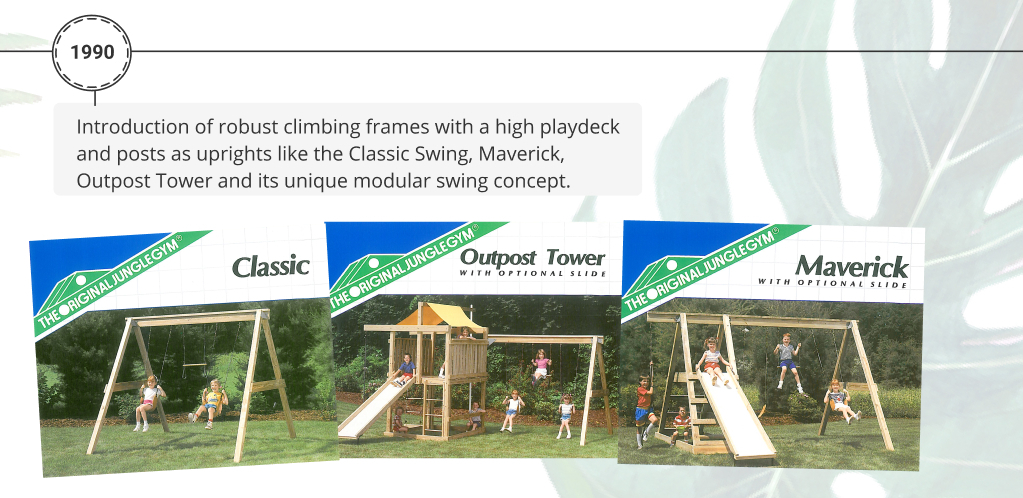 1990
Introduction of robust climbing frames with a high playdeck
and posts as uprights like the Classic Swing, Maverick,
Outpost Tower and its unique modular swing concept.
THE ORIGINAL JUNGLEGYM®
Classic
THE ORIGINAL JUNGLEGYM®
Outpost Tower
WITH OPTIONAL SLIDE
THE ORIGINAL JUNGLEGYM®
Maverick
WITH OPTIONAL SLIDE